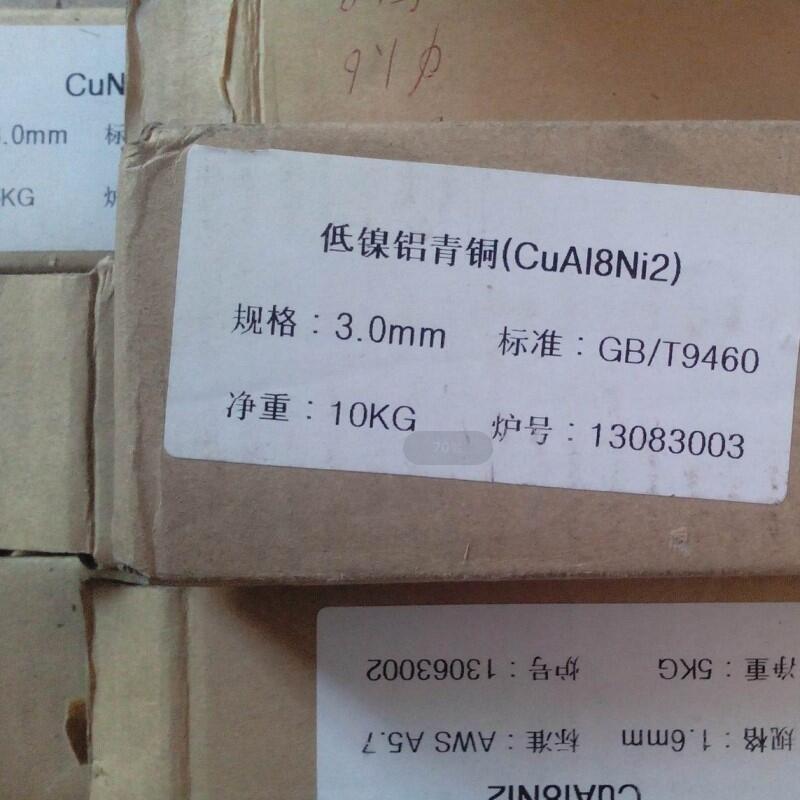 CuN
.0mm 标
KG 炉
低镍铝青铜(CuAl8Ni2)
规格：3.0mm 标准：GB/T9460
净重：10KG 炉号：13083003
CuAl8Ni2
规格：1.6mm 标准：AWS A5.7
净重：5KG 炉号：13063002